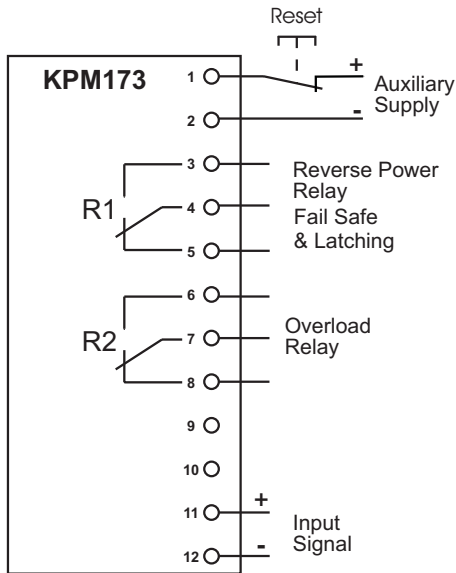 Reset
KPM173
1
+
Auxiliary
Supply
2
-
3
Reverse Power
Relay
R1
4
Fail Safe
& Latching
5
6
R2
7
Overload
Relay
8
9
10
11
+
Input
Signal
12
-